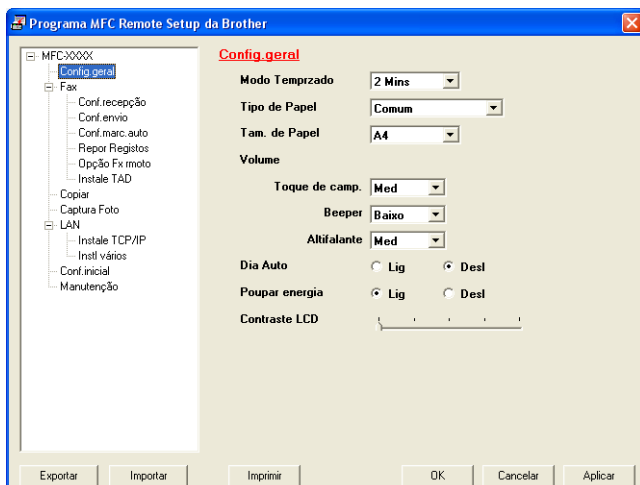 Programa MFC Remote Setup da Brother
MFC-XXXX
Config.geral
Fax
Conf.recepção
Conf.envio
Conf.marc.auto
Repor Registos
Opção Fx rmoto
Instale TAD
Copiar
Captura Foto
LAN
Instale TCP/IP
Instl vários
Conf.inicial
Manutenção
Config.geral
Modo Temprzado 2 Mins
Tipo de Papel Comum
Tam. de Papel A4
Volume
Toque de camp. Med
Beeper Baixo
Altifalante Med
Dia Auto Lig Desl
Poupar energia Lig Desl
Contraste LCD
Exportar Importar Imprimir OK Cancelar Aplicar